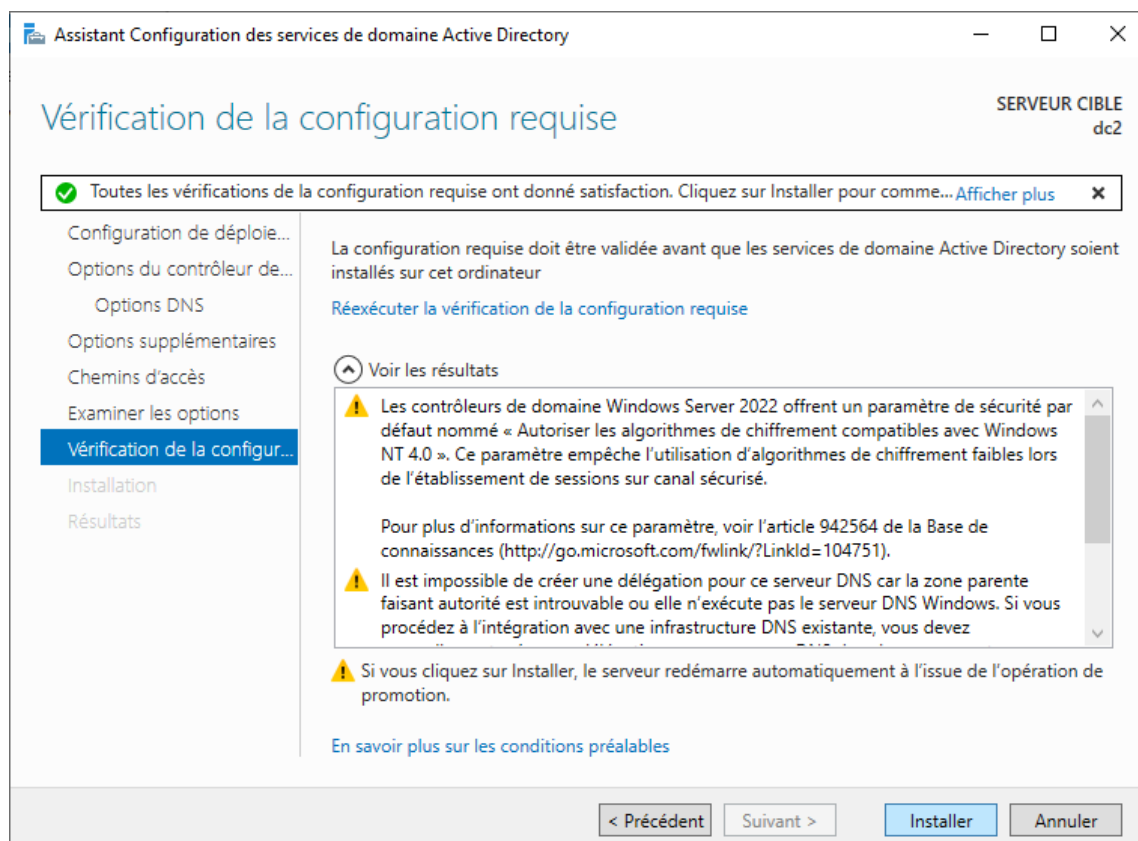 Assistant Configuration des services de domaine Active Directory
Vérification de la configuration requise
SERVEUR CIBLE
dc2
Toutes les vérifications de la configuration requise ont donné satisfaction. Cliquez sur Installer pour comme... Afficher plus
Configuration de déploie...
Options du contrôleur de...
Options DNS
Options supplémentaires
Chemins d'accès
Examiner les options
Vérification de la configur...
Installation
Résultats
La configuration requise doit être validée avant que les services de domaine Active Directory soient
installés sur cet ordinateur
Réexécuter la vérification de la configuration requise
Voir les résultats
Les contrôleurs de domaine Windows Server 2022 offrent un paramètre de sécurité par
défaut nommé « Autoriser les algorithmes de chiffrement compatibles avec Windows
NT 4.0 ». Ce paramètre empêche l'utilisation d'algorithmes de chiffrement faibles lors
de l'établissement de sessions sur canal sécurisé.
Pour plus d'informations sur ce paramètre, voir l'article 942564 de la Base de
connaissances (http://go.microsoft.com/fwlink/?LinkId=104751).
Il est impossible de créer une délégation pour ce serveur DNS car la zone parente
faisant autorité est introuvable ou elle n'exécute pas le serveur DNS Windows. Si vous
procédez à l'intégration avec une infrastructure DNS existante, vous devez
Si vous cliquez sur Installer, le serveur redémarre automatiquement à l'issue de l'opération de
promotion.
En savoir plus sur les conditions préalables
< Précédent
Suivant >
Installer
Annuler